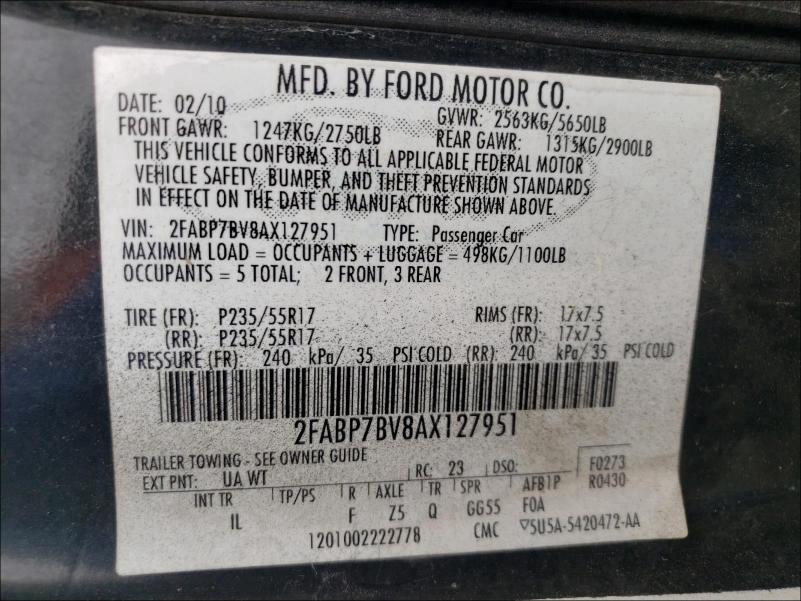 MFD. BY FORD MOTOR CO.
DATE: 02/10 GVWR: 2563KG/5650LB
FRONT GAWR: 1247KG/2750LB REAR GAWR: 1315KG/2900LB
THIS VEHICLE CONFORMS TO ALL APPLICABLE FEDERAL MOTOR
VEHICLE SAFETY, BUMPER, AND THEFT PREVENTION STANDARDS
IN EFFECT ON THE DATE OF MANUFACTURE SHOWN ABOVE.
VIN: 2FABP7BV8AX127951 TYPE: Passenger Car
MAXIMUM LOAD = OCCUPANTS + LUGGAGE = 498KG/1100LB
OCCUPANTS = 5 TOTAL; 2 FRONT, 3 REAR
TIRE (FR): P235/55R17 RIMS (FR): 17x7.5
(RR): P235/55R17 (RR): 17x7.5
PRESSURE (FR): 240 kPa/ 35 PSI COLD (RR): 240 kPa/ 35 PSI COLD
2FABP7BV8AX127951
TRAILER TOWING - SEE OWNER GUIDE
EXT PNT: UA WT RC: 23 DSO: F0273
INT TR TP/PS R AXLE TR SPR AFB1P R0430
IL F Z5 Q GG55 FOA
1201002222778 CMC ▽5U5A-5420472-AA